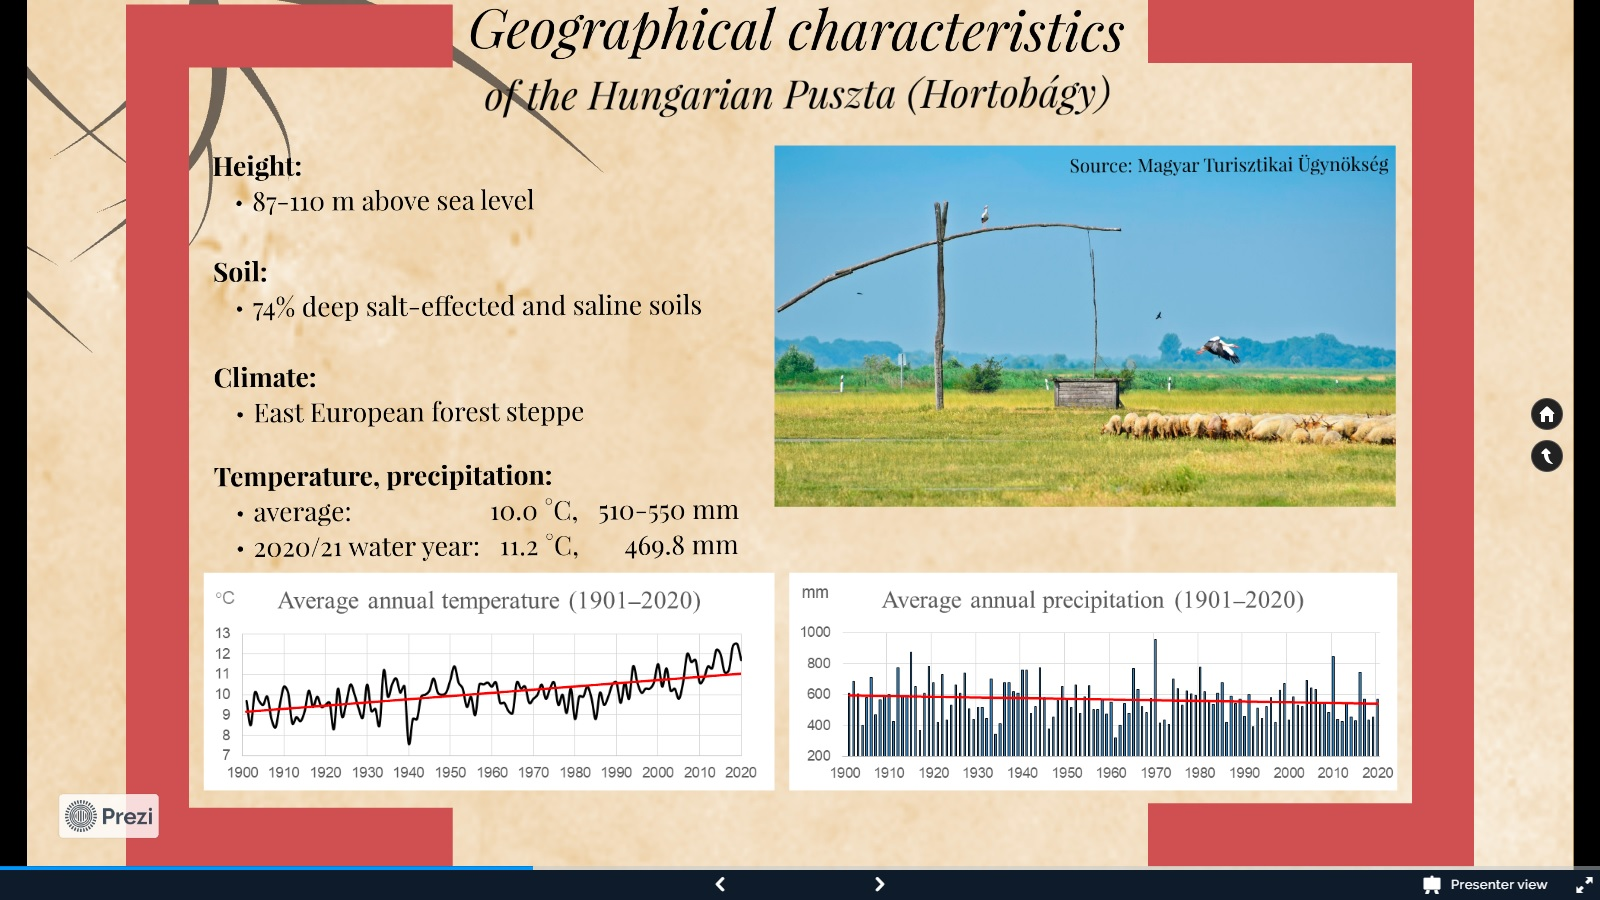 Geographical characteristics
of the Hungarian Puszta (Hortobágy)
Height:
• 87-110 m above sea level
Soil:
• 74% deep salt-effected and saline soils
Climate:
• East European forest steppe
Temperature, precipitation:
• average: 10.0 °C, 510-550 mm
• 2020/21 water year: 11.2 °C, 469.8 mm
Source: Magyar Turisztikai Ügynökség
°C Average annual temperature (1901–2020)
13
12
11
10
9
8
7
1900 1910 1920 1930 1940 1950 1960 1970 1980 1990 2000 2010 2020
mm Average annual precipitation (1901–2020)
1000
800
600
400
200
1900 1910 1920 1930 1940 1950 1960 1970 1980 1990 2000 2010 2020
Prezi
Presenter view